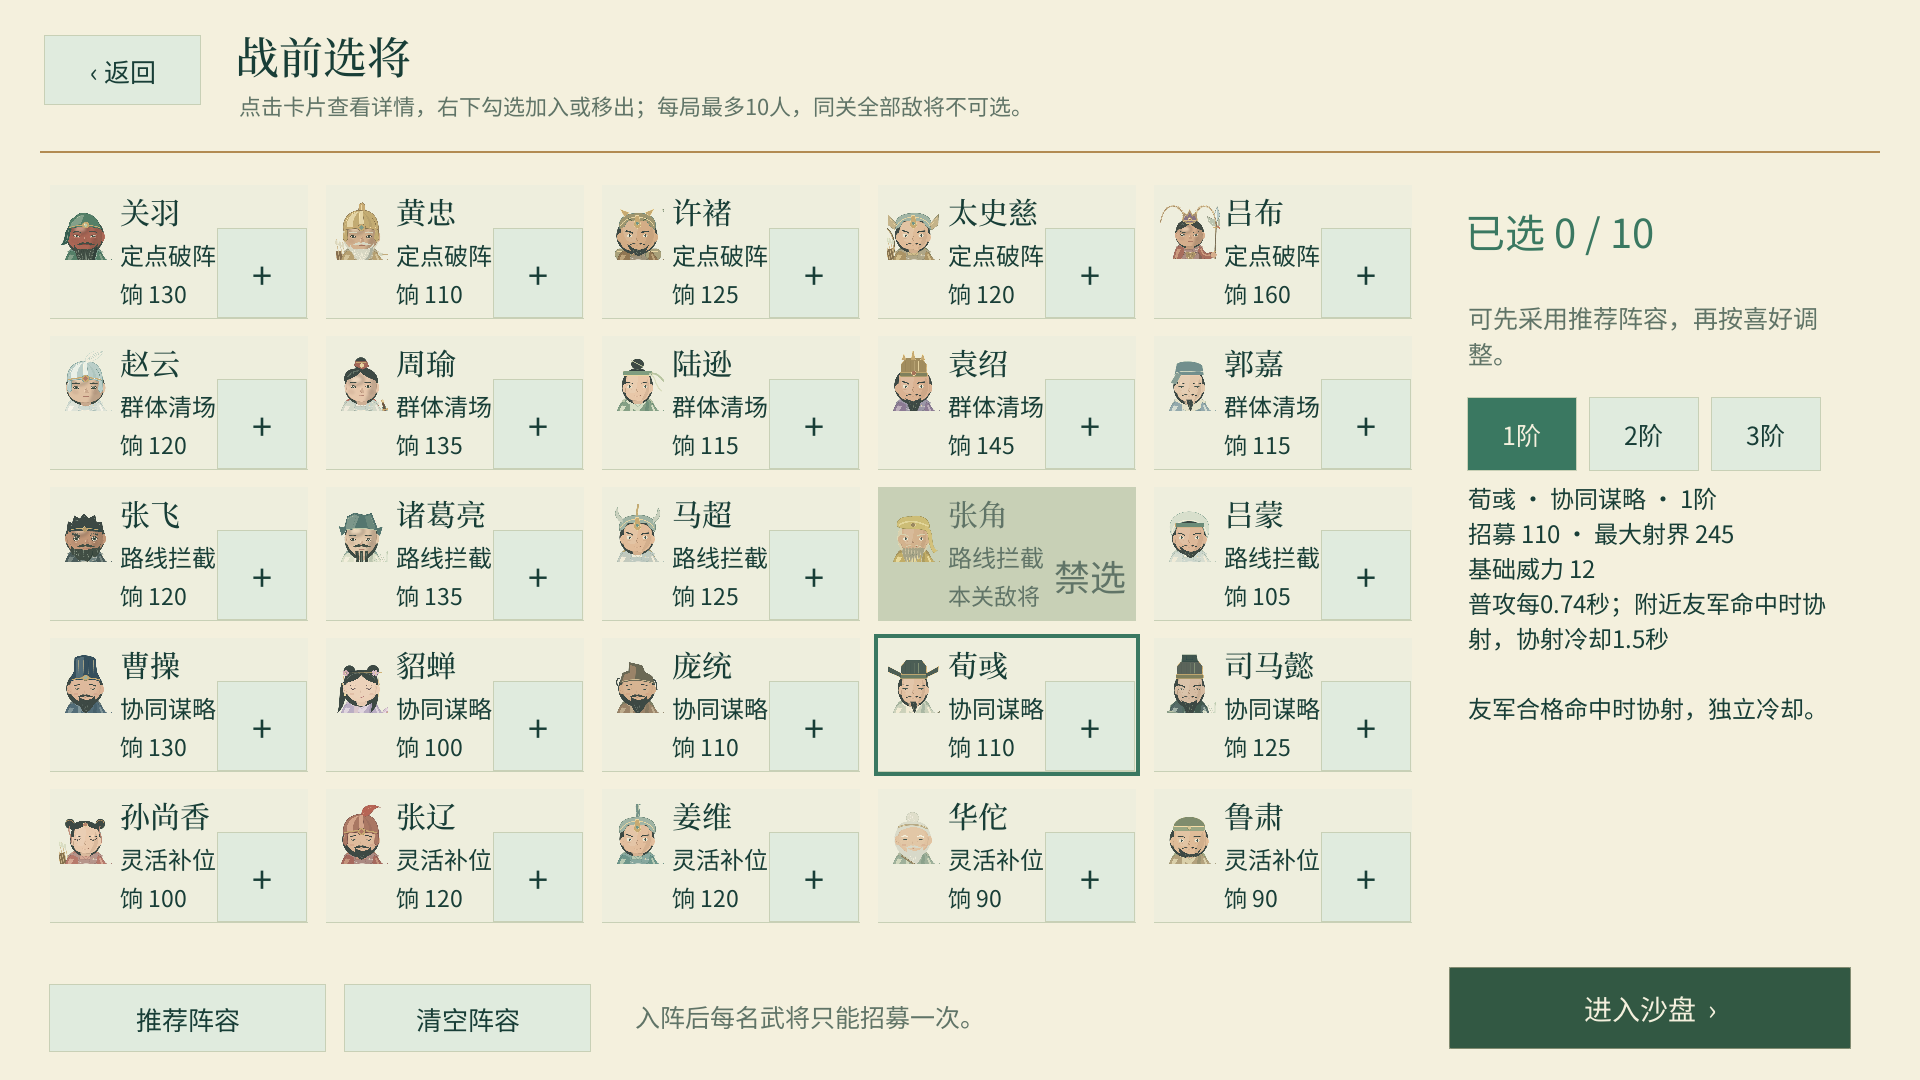 ‹ 返回
战前选将
点击卡片查看详情，右下勾选加入或移出；每局最多10人，同关全部敌将不可选。
关羽
定点破阵
饷 130
+
黄忠
定点破阵
饷 110
+
许褚
定点破阵
饷 125
+
太史慈
定点破阵
饷 120
+
吕布
定点破阵
饷 160
+
赵云
群体清场
饷 120
+
周瑜
群体清场
饷 135
+
陆逊
群体清场
饷 115
+
袁绍
群体清场
饷 145
+
郭嘉
群体清场
饷 115
+
张飞
路线拦截
饷 120
+
诸葛亮
路线拦截
饷 135
+
马超
路线拦截
饷 125
+
张角
路线拦截
本关敌将
禁选
吕蒙
路线拦截
饷 105
+
曹操
协同谋略
饷 130
+
貂蝉
协同谋略
饷 100
+
庞统
协同谋略
饷 110
+
荀彧
协同谋略
饷 110
+
司马懿
协同谋略
饷 125
+
孙尚香
灵活补位
饷 100
+
张辽
灵活补位
饷 120
+
姜维
灵活补位
饷 120
+
华佗
灵活补位
饷 90
+
鲁肃
灵活补位
饷 90
+
已选 0 / 10
可先采用推荐阵容，再按喜好调
整。
1阶
2阶
3阶
荀彧 · 协同谋略 · 1阶
招募 110 · 最大射界 245
基础威力 12
普攻每0.74秒；附近友军命中时协
射，协射冷却1.5秒
友军合格命中时协射，独立冷却。
推荐阵容
清空阵容
入阵后每名武将只能招募一次。
进入沙盘 ›